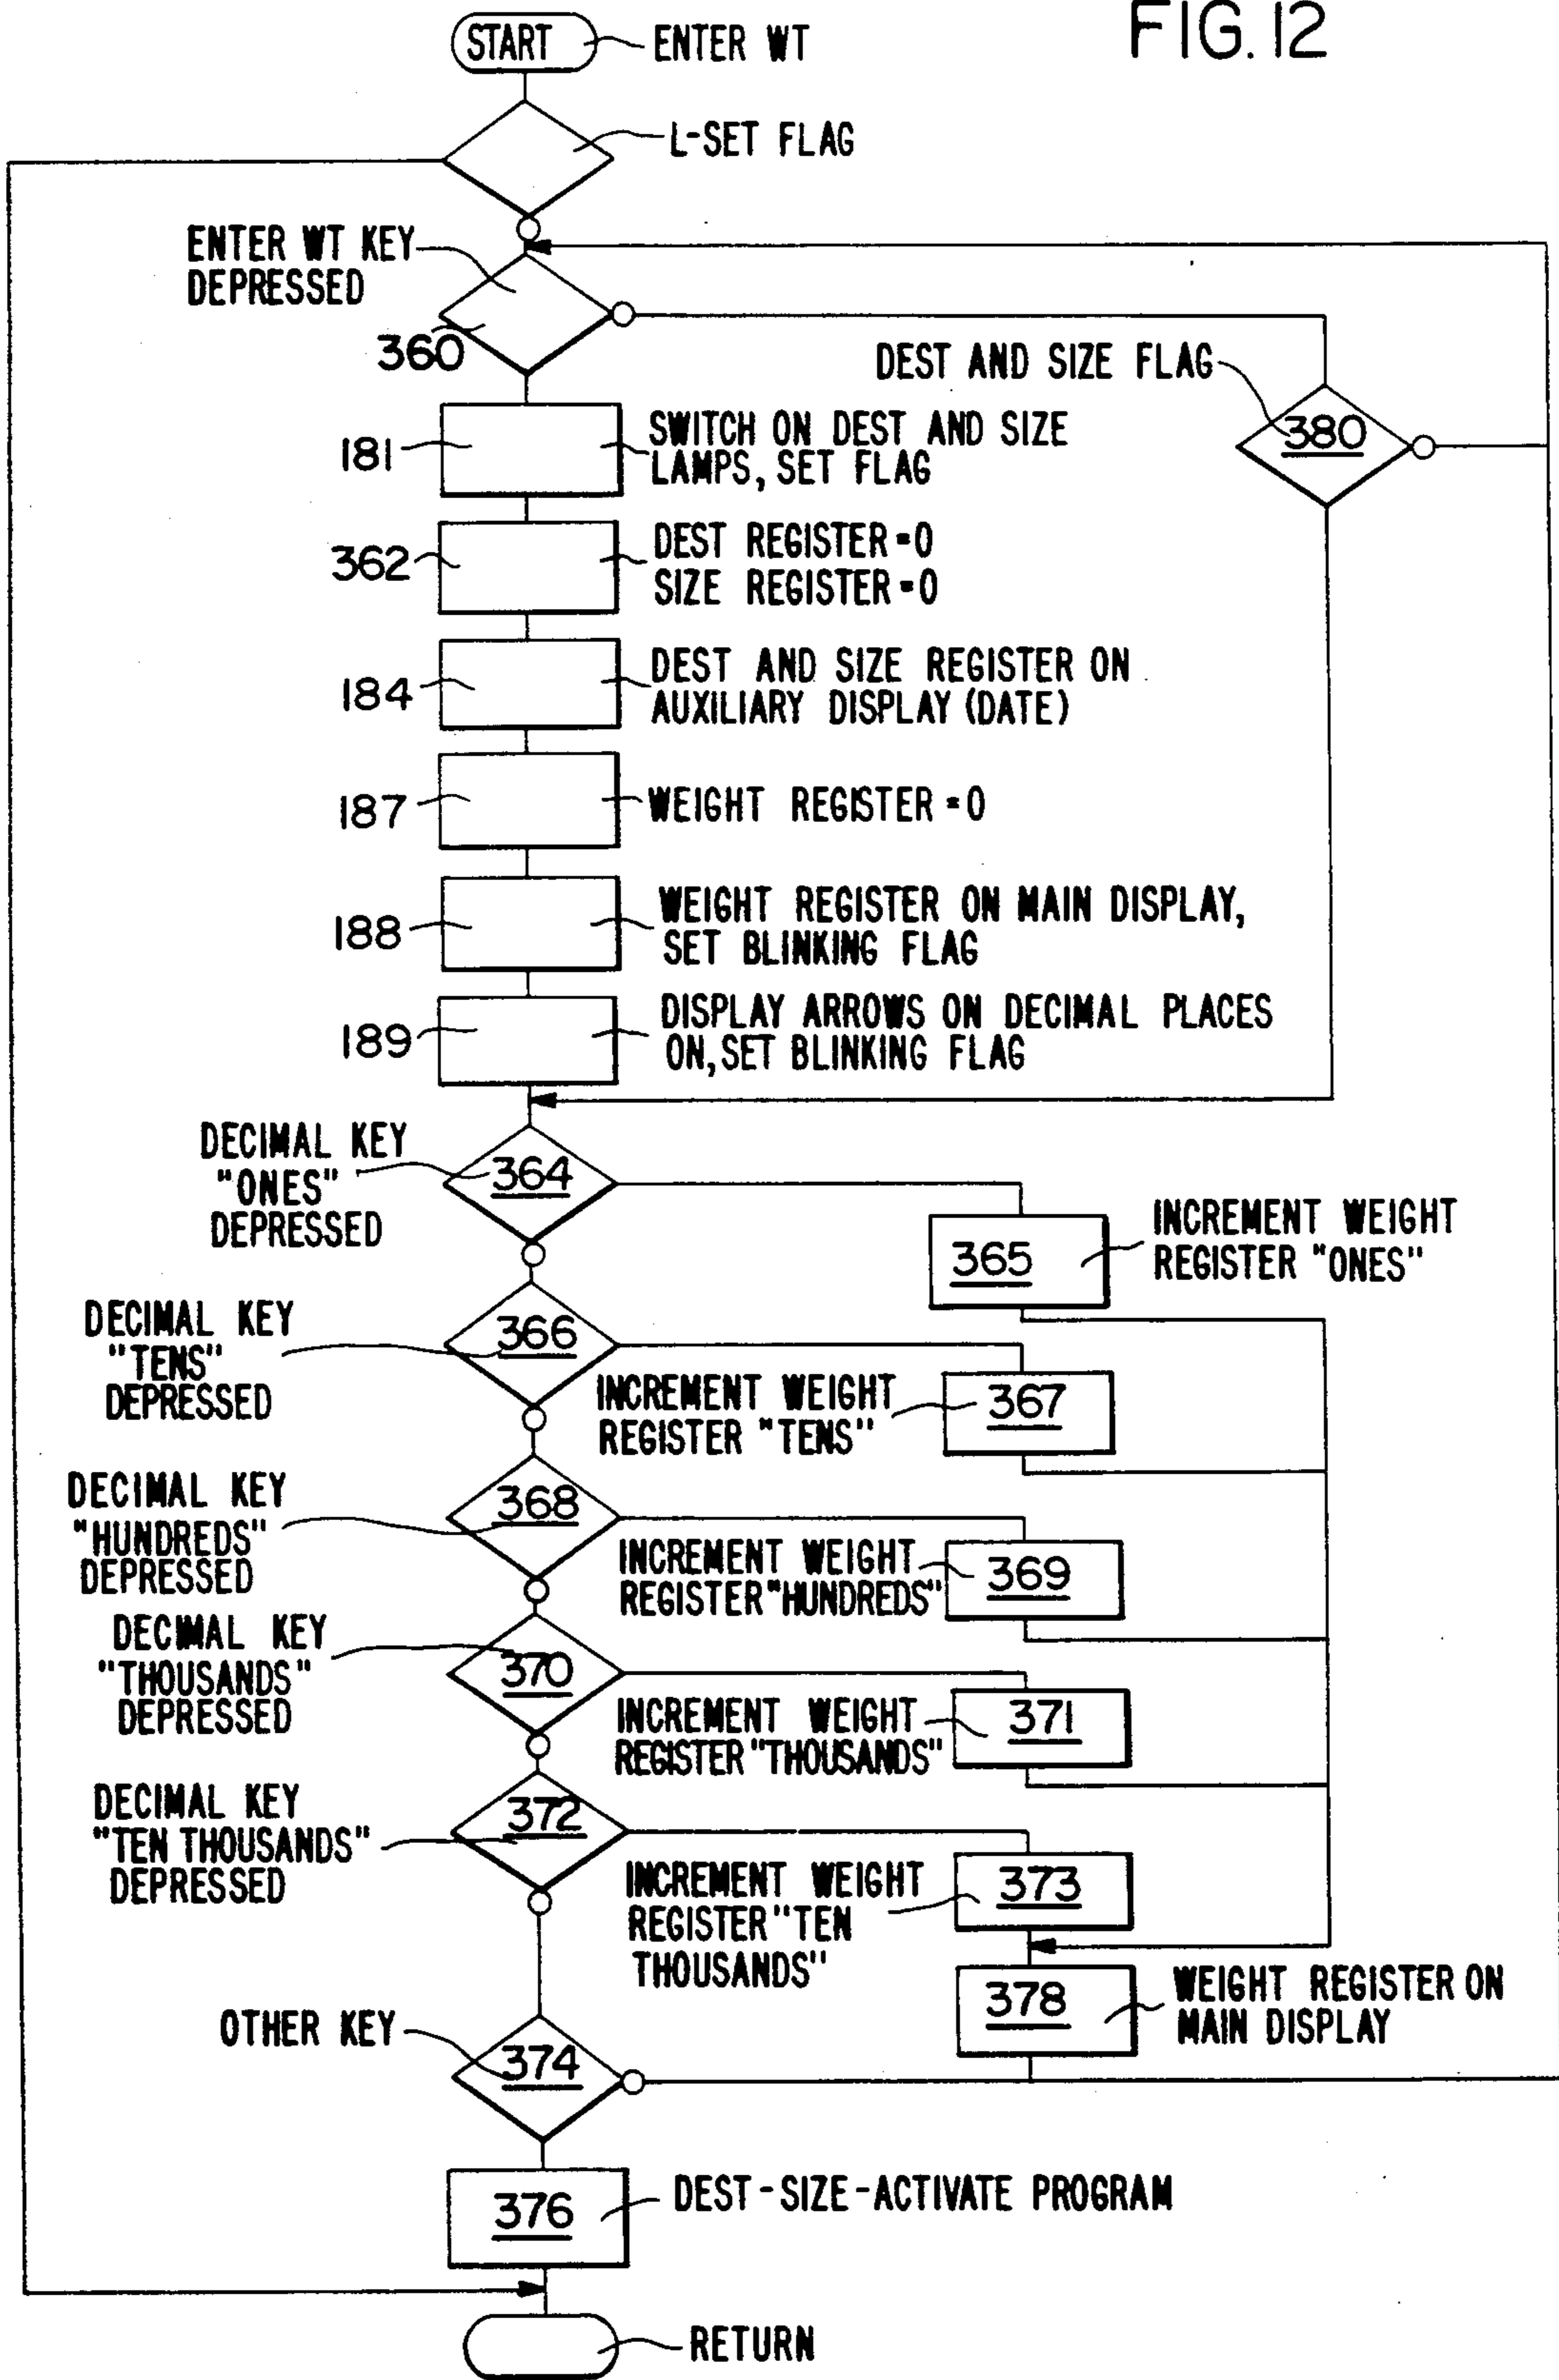 FIG. 12
START
ENTER WT
L-SET FLAG
ENTER WT KEY
DEPRESSED
360
DEST AND SIZE FLAG
380
181
SWITCH ON DEST AND SIZE
LAMPS, SET FLAG
362
DEST REGISTER = 0
SIZE REGISTER = 0
184
DEST AND SIZE REGISTER ON
AUXILIARY DISPLAY (DATE)
187
WEIGHT REGISTER = 0
188
WEIGHT REGISTER ON MAIN DISPLAY,
SET BLINKING FLAG
189
DISPLAY ARROWS ON DECIMAL PLACES
ON, SET BLINKING FLAG
DECIMAL KEY
"ONES"
DEPRESSED
364
365
INCREMENT WEIGHT
REGISTER "ONES"
DECIMAL KEY
"TENS"
DEPRESSED
366
INCREMENT WEIGHT
REGISTER "TENS"
367
DECIMAL KEY
"HUNDREDS"
DEPRESSED
368
INCREMENT WEIGHT
REGISTER "HUNDREDS"
369
DECIMAL KEY
"THOUSANDS"
DEPRESSED
370
INCREMENT WEIGHT
REGISTER "THOUSANDS"
371
DECIMAL KEY
"TEN THOUSANDS"
DEPRESSED
372
INCREMENT WEIGHT
REGISTER "TEN
THOUSANDS"
373
378
WEIGHT REGISTER ON
MAIN DISPLAY
OTHER KEY
374
376
DEST-SIZE-ACTIVATE PROGRAM
RETURN